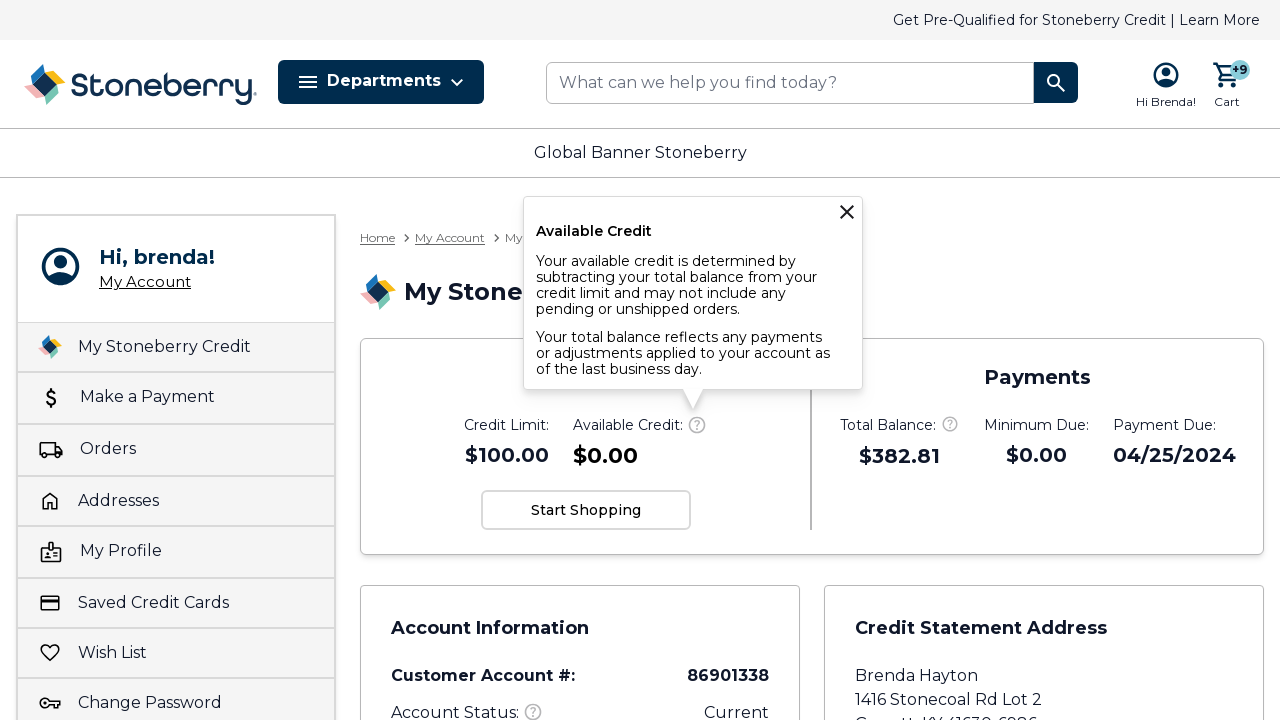 Get Pre-Qualified for Stoneberry Credit | Learn More
Stoneberry
Departments
What can we help you find today?
Hi Brenda!
+9
Cart
Global Banner Stoneberry
Hi, brenda!
My Account
My Stoneberry Credit
Make a Payment
Orders
Addresses
My Profile
Saved Credit Cards
Wish List
Change Password
Home
My Account
My
My Stone
Available Credit
Your available credit is determined by
subtracting your total balance from your
credit limit and may not include any
pending or unshipped orders.
Your total balance reflects any payments
or adjustments applied to your account as
of the last business day.
Credit Limit:
$100.00
Available Credit:
$0.00
Start Shopping
Payments
Total Balance:
$382.81
Minimum Due:
$0.00
Payment Due:
04/25/2024
Account Information
Customer Account #: 86901338
Account Status: Current
Credit Statement Address
Brenda Hayton
1416 Stonecoal Rd Lot 2